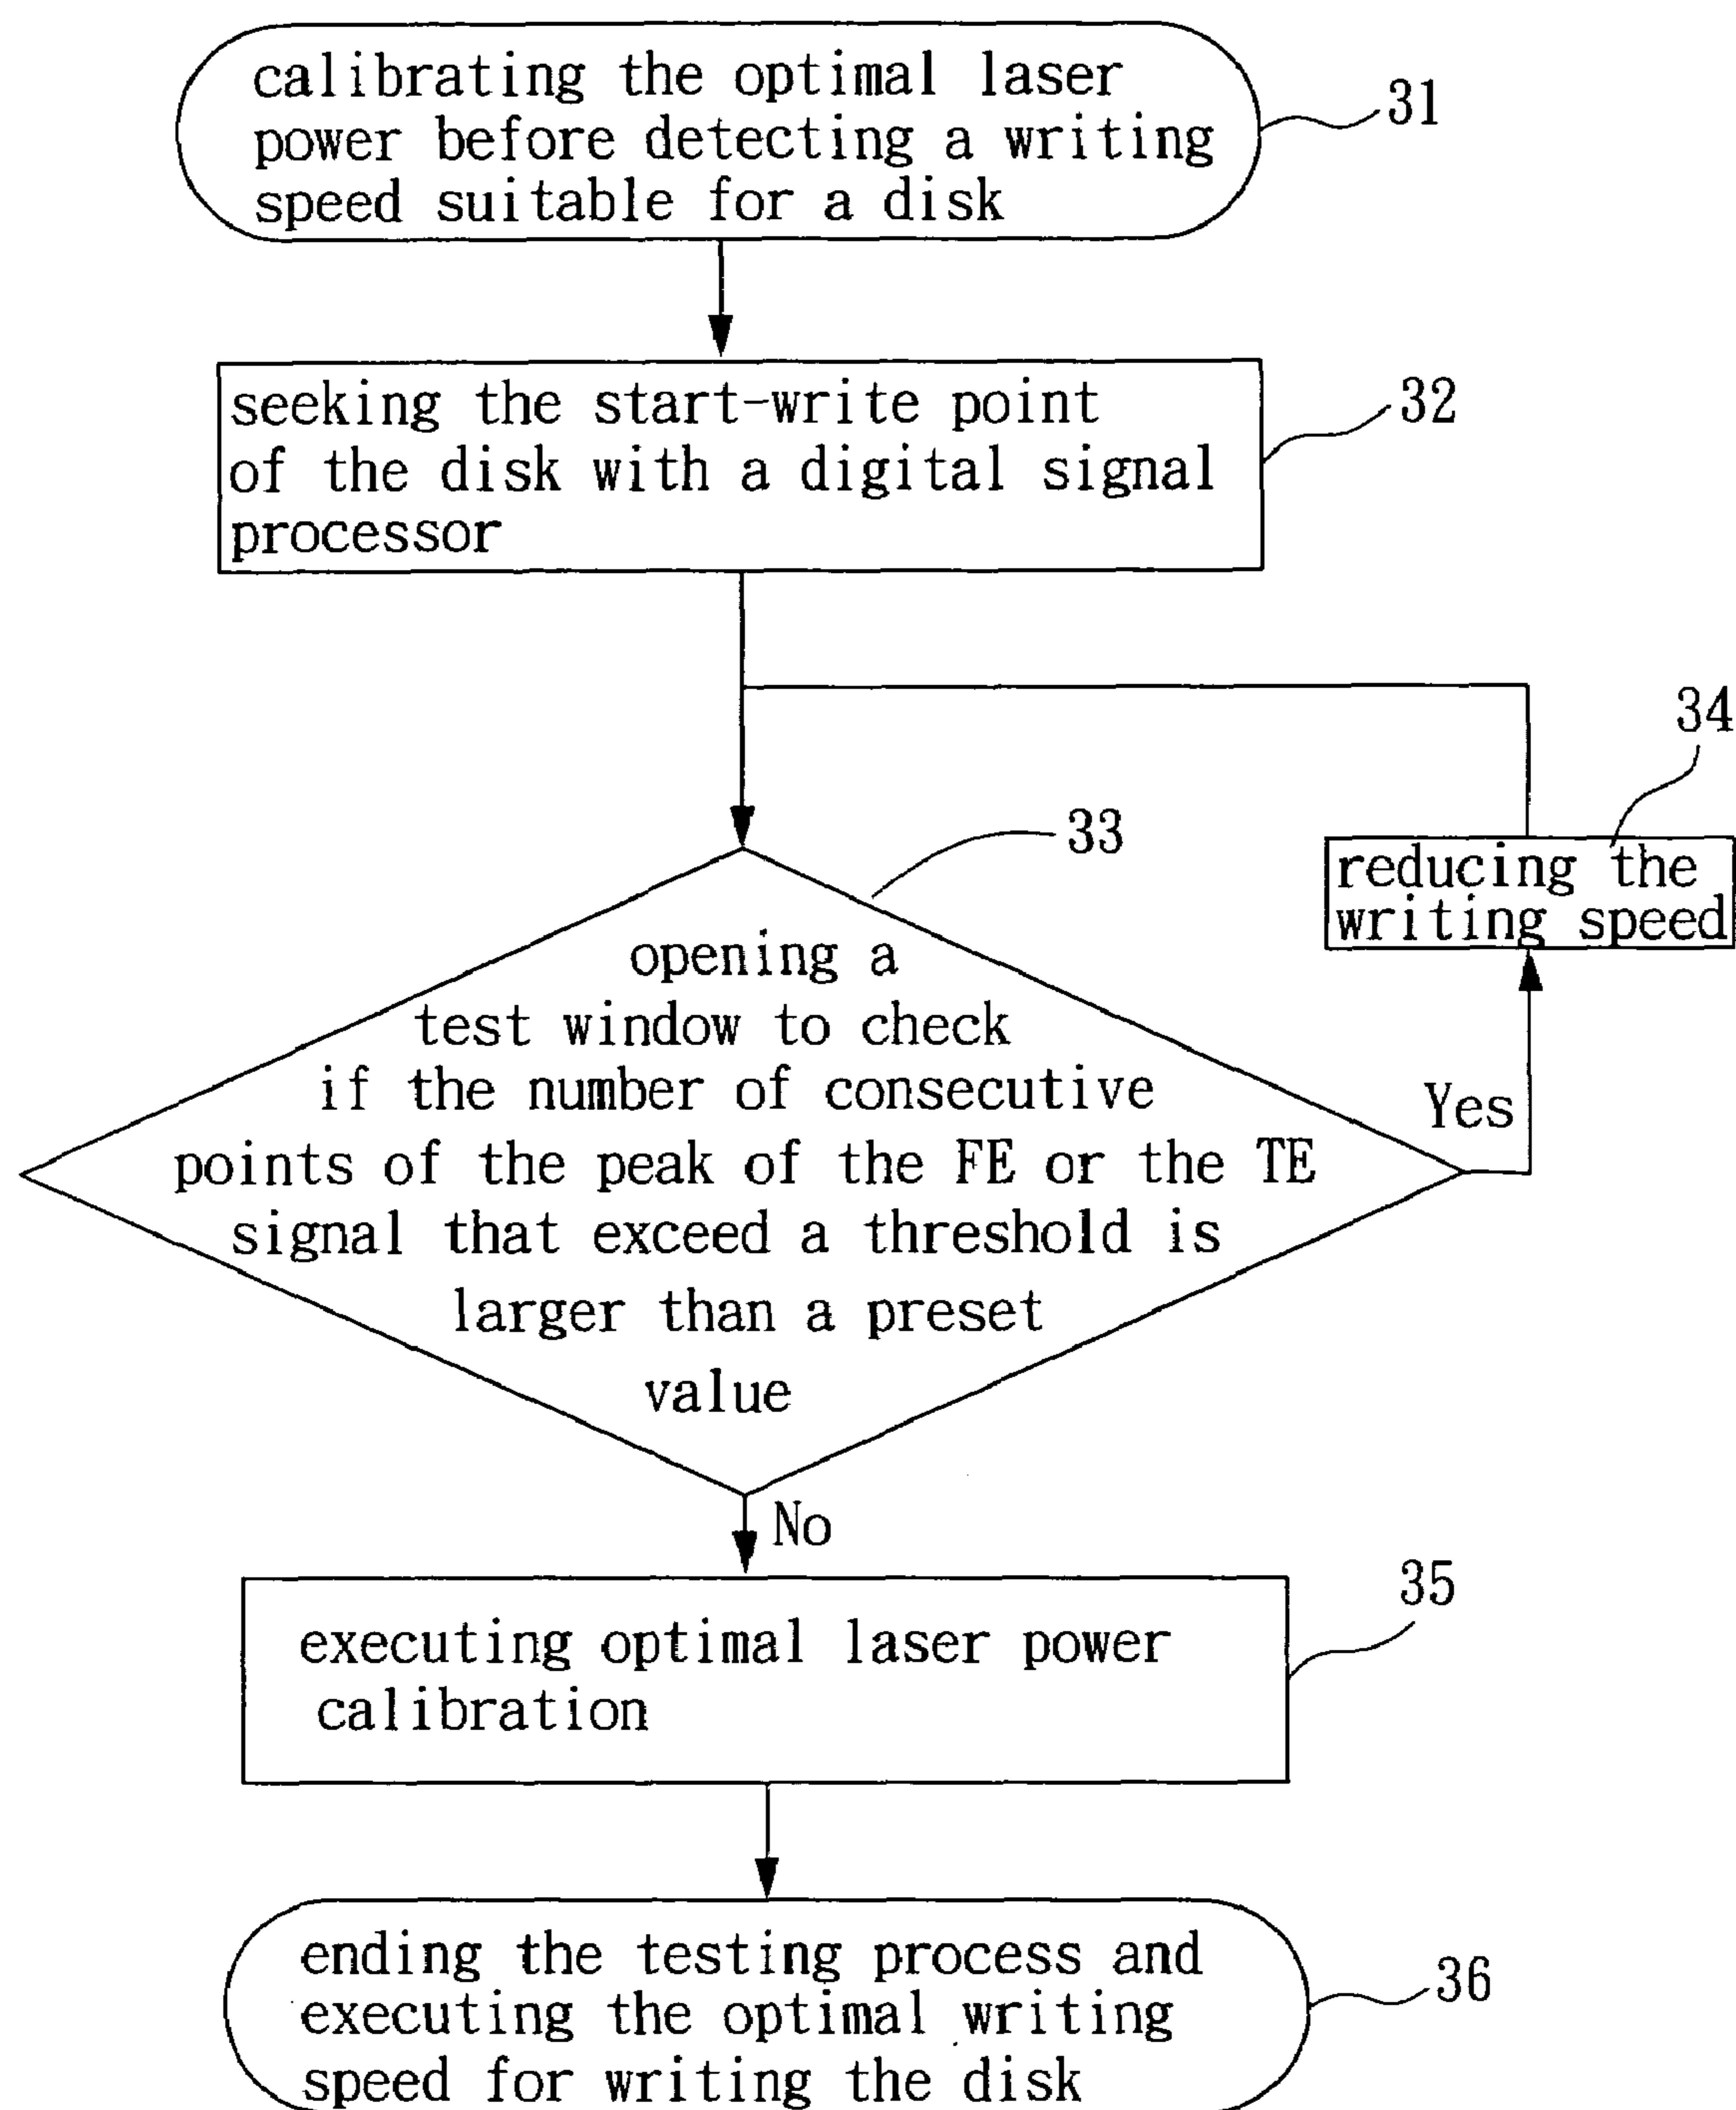 calibrating the optimal laser
power before detecting a writing
speed suitable for a disk
31
seeking the start-write point
of the disk with a digital signal
processor
32
34
reducing the
writing speed
33
opening a
test window to check
if the number of consecutive
points of the peak of the FE or the TE
signal that exceed a threshold is
larger than a preset
value
Yes
No
35
executing optimal laser power
calibration
ending the testing process and
executing the optimal writing
speed for writing the disk
36